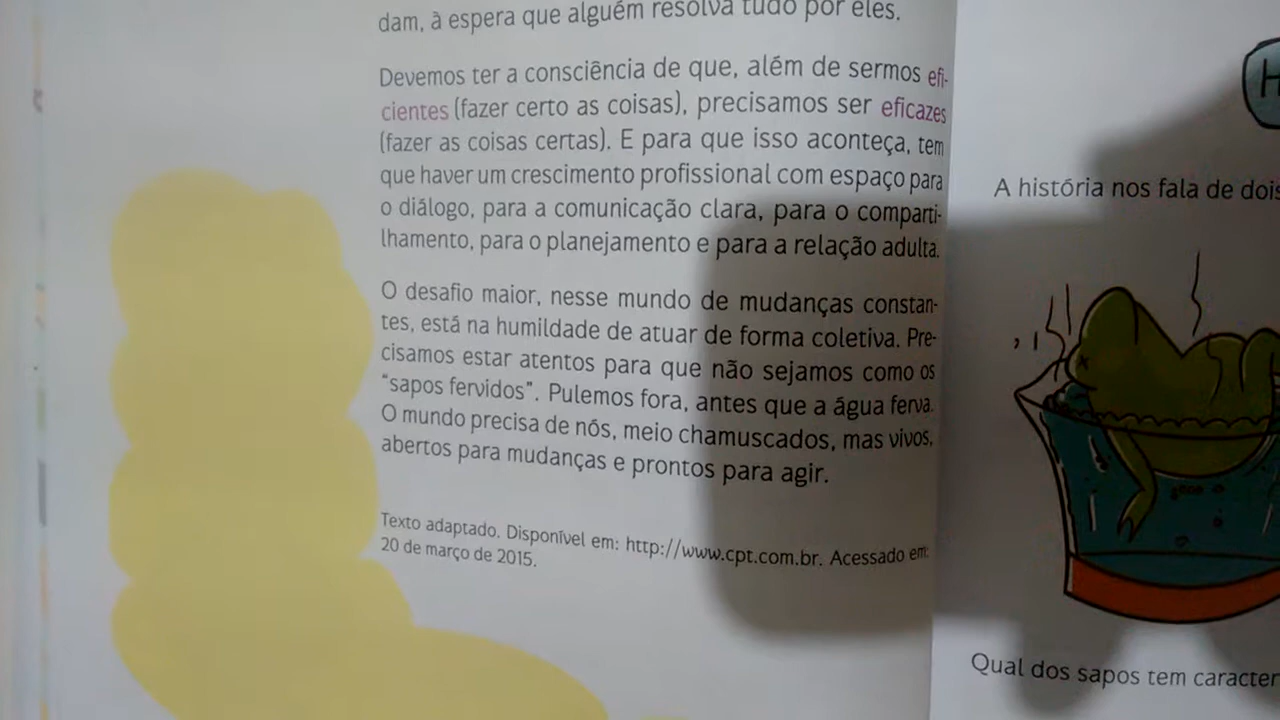 dam, à espera que alguém resolva tudo por eles.
Devemos ter a consciência de que, além de sermos efi-
cientes (fazer certo as coisas), precisamos ser eficazes
(fazer as coisas certas). E para que isso aconteça, tem
que haver um crescimento profissional com espaço para
o diálogo, para a comunicação clara, para o comparti-
lhamento, para o planejamento e para a relação adulta.
O desafio maior, nesse mundo de mudanças constan-
tes, está na humildade de atuar de forma coletiva. Pre-
cisamos estar atentos para que não sejamos como os
"sapos fervidos". Pulemos fora, antes que a água ferva.
O mundo precisa de nós, meio chamuscados, mas vivos,
abertos para mudanças e prontos para agir.
Texto adaptado. Disponível em: http://www.cpt.com.br. Acessado em:
20 de março de 2015.
H
A história nos fala de dois
Qual dos sapos tem caracter